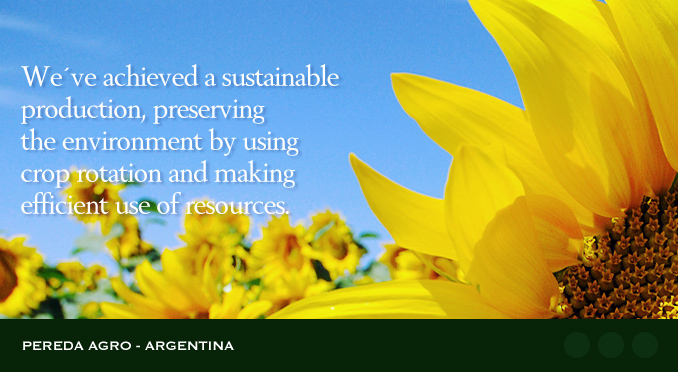 We´ve achieved a sustainable
production, preserving
the environment by using
crop rotation and making
efficient use of resources.
PEREDA AGRO - ARGENTINA